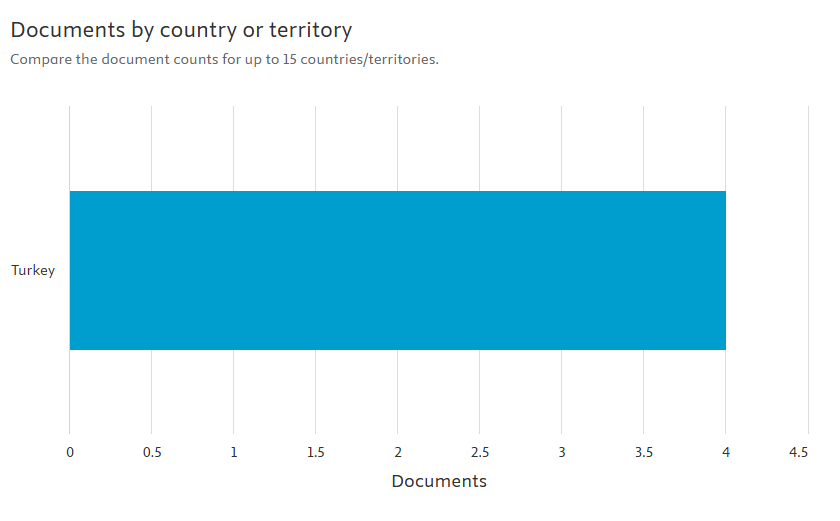 Documents by country or territory
Compare the document counts for up to 15 countries/territories.
Turkey
0 0.5 1 1.5 2 2.5 3 3.5 4 4.5
Documents